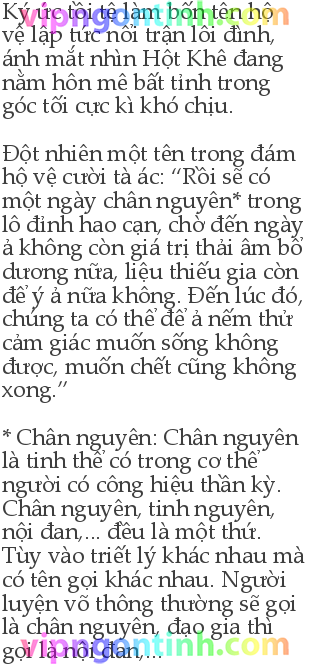 Ký ức tồi tệ làm bốn tên hộ
vệ lập tức nổi trận lôi đình,
ánh mắt nhìn Hột Khê đang
nằm hôn mê bất tỉnh trong
góc tối cực kì khó chịu.
Đột nhiên một tên trong đám
hộ vệ cười tà ác: “Rồi sẽ có
một ngày chân nguyên* trong
lô đỉnh hao cạn, chờ đến ngày
ả không còn giá trị thải âm bổ
dương nữa, liệu thiếu gia còn
để ý ả nữa không. Đến lúc đó,
chúng ta có thể để ả nếm thử
cảm giác muốn sống không
được, muốn chết cũng không
xong.”
* Chân nguyên: Chân nguyên
là tinh thể có trong cơ thể
người có công hiệu thần kỳ.
Chân nguyên, tinh nguyên,
nội đan,... đều là một thứ.
Tùy vào triết lý khác nhau mà
có tên gọi khác nhau. Người
luyện võ thông thường sẽ gọi
là chân nguyên, đạo gia thì
gọi là nội đan,...
vipngontinh.com
vipngontinh.com